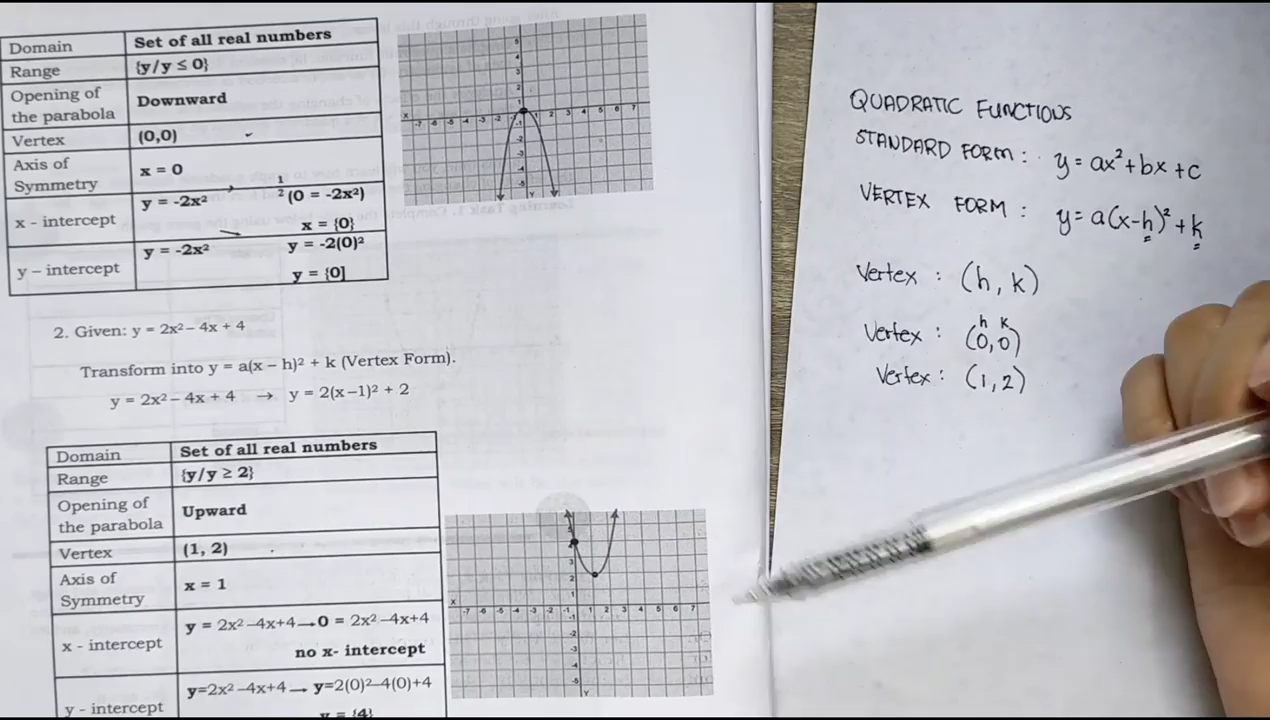 Domain Set of all real numbers
Range {y/y ≤ 0}
Opening of the parabola Downward
Vertex (0,0)
Axis of Symmetry x = 0
x - intercept y = -2x² ½ (0 = -2x²)
x = {0}
y – intercept y = -2x² y = -2(0)²
y = {0]
2. Given: y = 2x² – 4x + 4
Transform into y = a(x – h)² + k (Vertex Form).
y = 2x² – 4x + 4 → y = 2(x–1)² + 2
Domain Set of all real numbers
Range {y/y ≥ 2}
Opening of the parabola Upward
Vertex (1, 2)
Axis of Symmetry x = 1
x - intercept y = 2x² –4x+4→0 = 2x² –4x+4
no x- intercept
y - intercept y=2x² –4x+4→ y=2(0)²–4(0)+4
y = {4}
QUADRATIC FUNCTIONS
STANDARD FORM : y = ax² + bx + c
VERTEX FORM : y = a(x-h)² + k
Vertex : (h, k)
h k
Vertex : (0, 0)
Vertex : (1, 2)